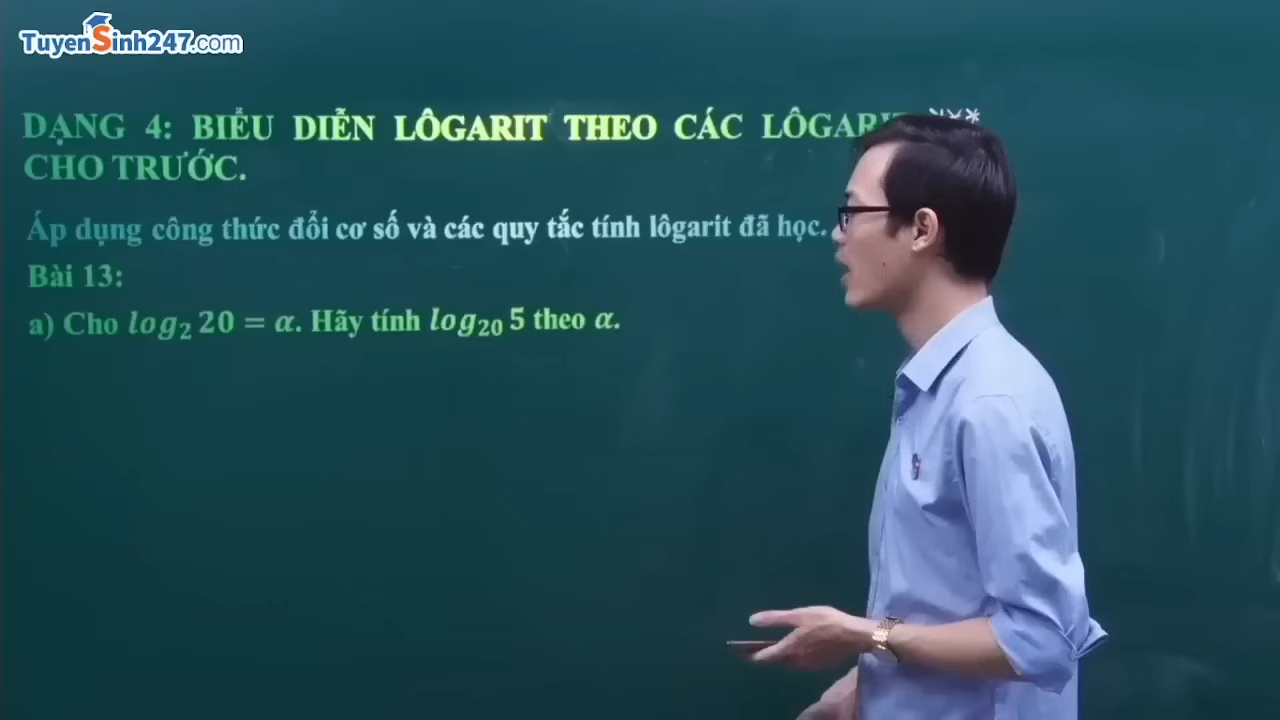 TuyenSinh247.com
DẠNG 4: BIỂU DIỄN LÔGARIT THEO CÁC
CHO TRƯỚC.
Áp dụng công thức đổi cơ số và các quy tắc tính lôgarit đã học.
Bài 13:
a) Cho log₂ 20 = α. Hãy tính log₂₀ 5 theo α.